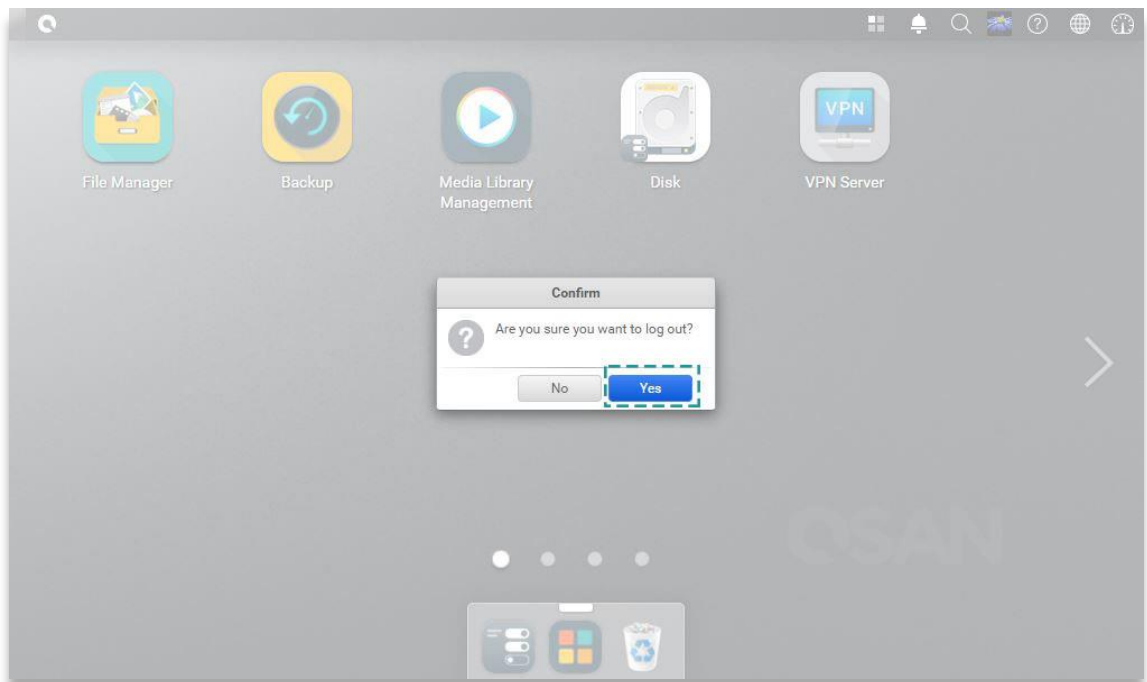 VPN
File Manager
Backup
Media Library
Management
Disk
VPN Server
Confirm
Are you sure you want to log out?
No
Yes
QSAN